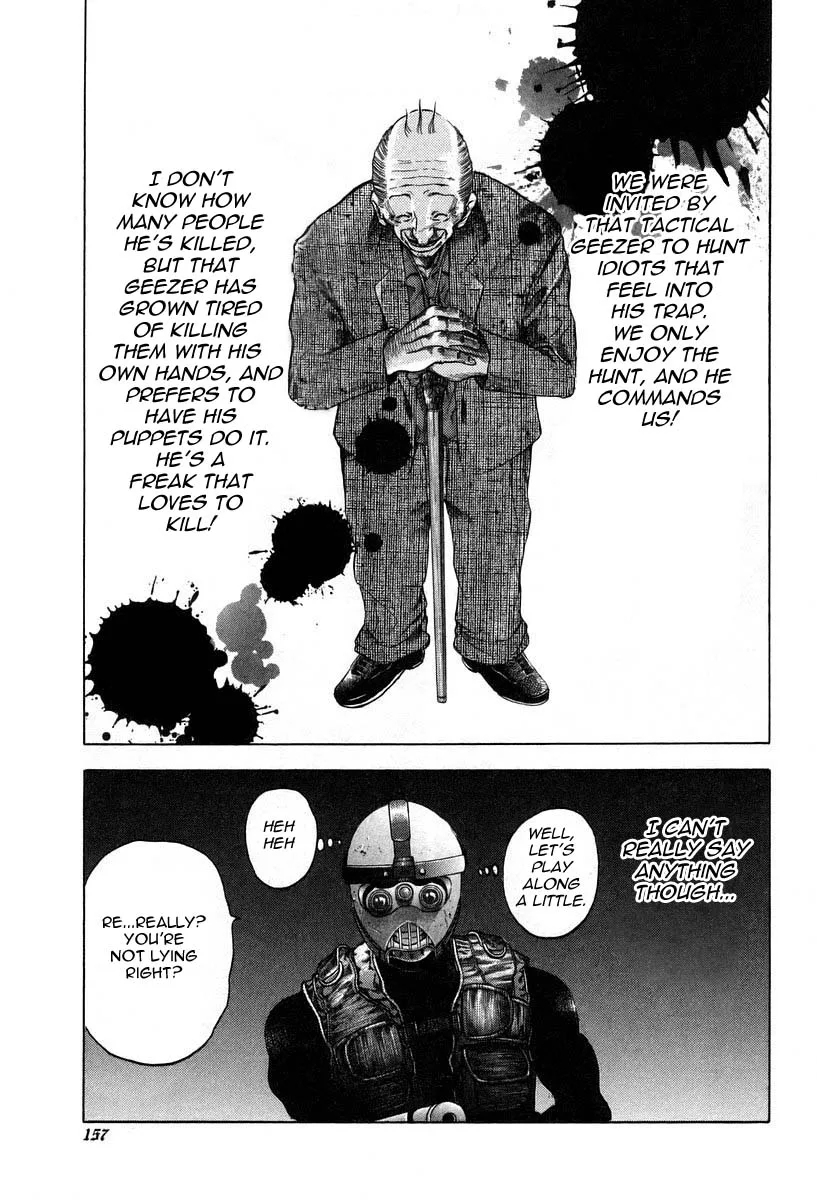 WE WERE
INVITED BY
THAT TACTICAL
GEEZER TO HUNT
IDIOTS THAT
FEEL INTO
HIS TRAP.
WE ONLY
ENJOY THE
HUNT, AND HE
COMMANDS
US!
I DON'T
KNOW HOW
MANY PEOPLE
HE'S KILLED,
BUT THAT
GEEZER HAS
GROWN TIRED
OF KILLING
THEM WITH HIS
OWN HANDS, AND
PREFERS TO
HAVE HIS
PUPPETS DO IT.
HE'S A
FREAK THAT
LOVES TO
KILL!
I CAN'T
REALLY SAY
ANYTHING
THOUGH...
WELL,
LET'S
PLAY
ALONG
A LITTLE.
HEH
HEH
RE...REALLY?
YOU'RE
NOT LYING
RIGHT?
157